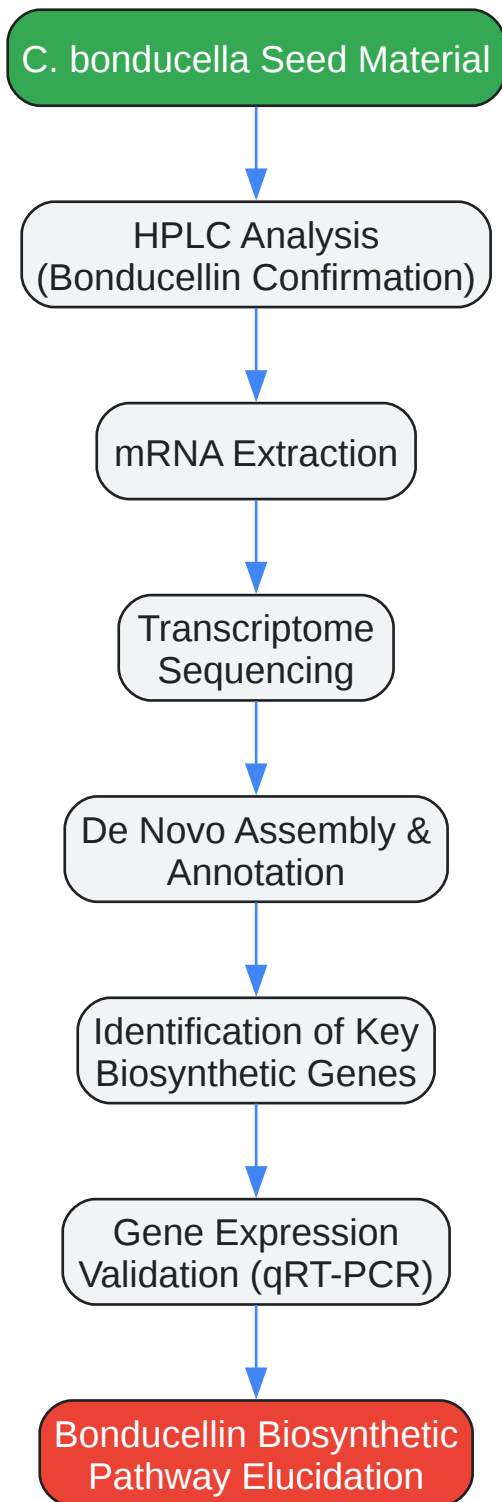 C. bonducella Seed Material
HPLC Analysis
(Bonducellin Confirmation)
mRNA Extraction
Transcriptome
Sequencing
De Novo Assembly &
Annotation
Identification of Key
Biosynthetic Genes
Gene Expression
Validation (qRT-PCR)
Bonducellin Biosynthetic
Pathway Elucidation